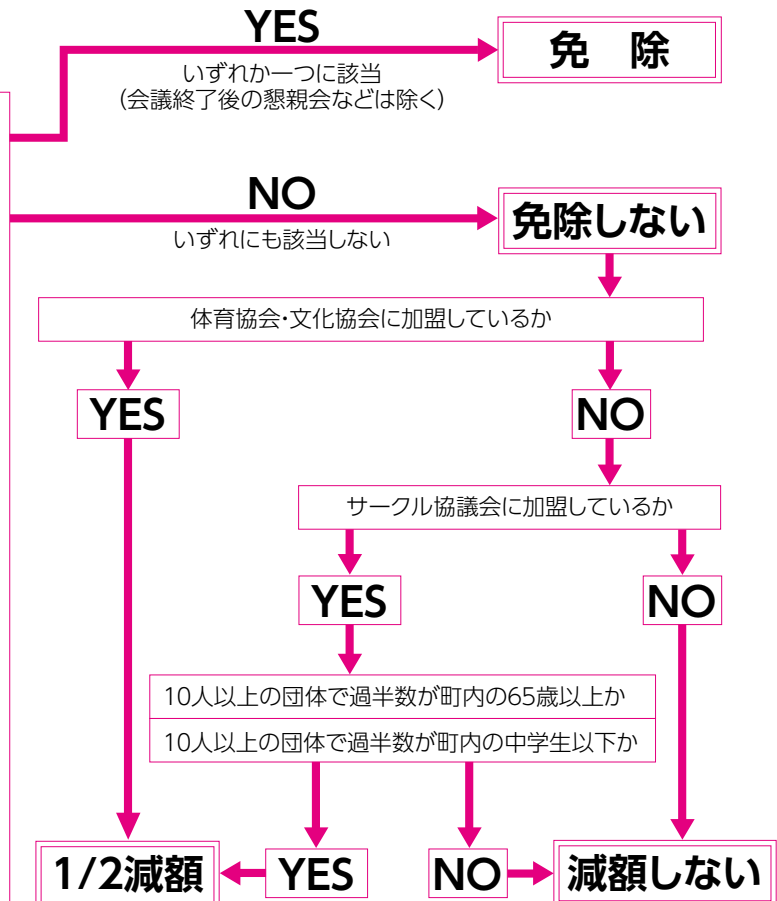 YES
免　除
いずれか一つに該当
(会議終了後の懇親会などは除く)
NO
免除しない
いずれにも該当しない
体育協会・文化協会に加盟しているか
YES
NO
サークル協議会に加盟しているか
YES
NO
10人以上の団体で過半数が町内の65歳以上か
10人以上の団体で過半数が町内の中学生以下か
1/2減額
YES
NO
減額しない